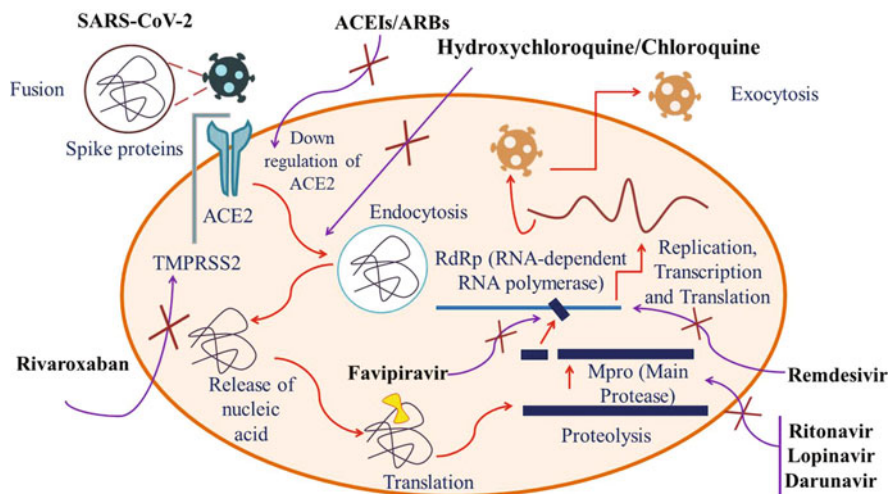 SARS-CoV-2
ACEIs/ARBs
Hydroxychloroquine/Chloroquine
Fusion
Spike proteins
Exocytosis
Down
regulation of
ACE2
ACE2
Endocytosis
TMPRSS2
RdRp (RNA-dependent
RNA polymerase)
Replication,
Transcription
and Translation
Rivaroxaban
Release of
nucleic
acid
Favipiravir
Mpro (Main
Protease)
Remdesivir
Proteolysis
Translation
Ritonavir
Lopinavir
Darunavir